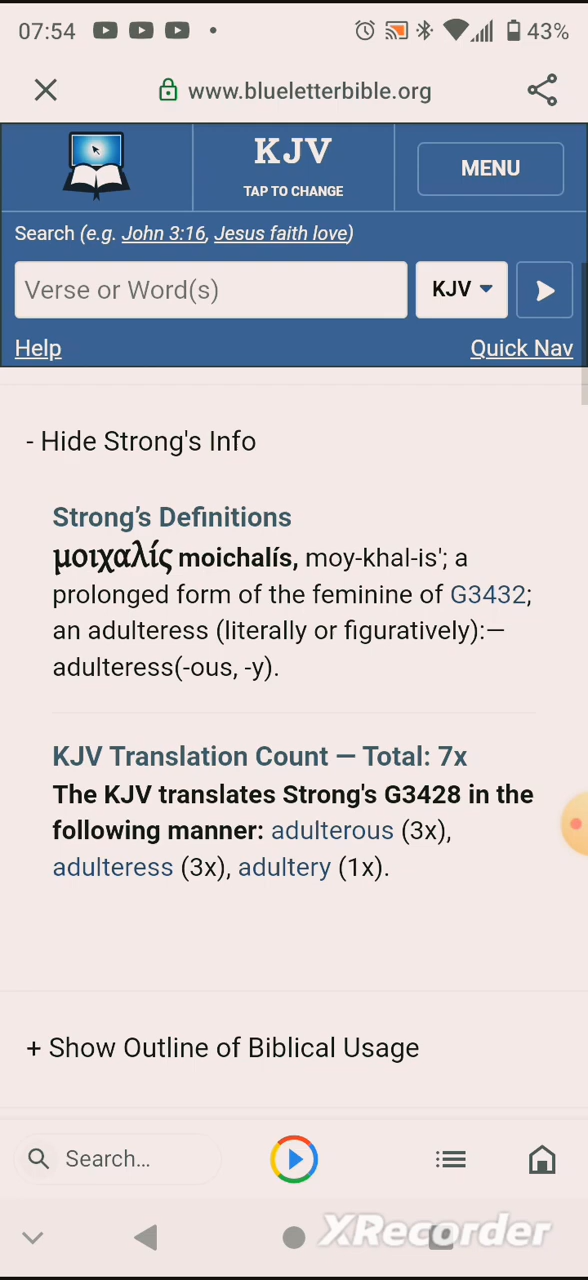 07:54
43%
www.blueletterbible.org
KJV
TAP TO CHANGE
MENU
Search (e.g. John 3:16, Jesus faith love)
Verse or Word(s)
KJV
Help
Quick Nav
- Hide Strong's Info
Strong’s Definitions
μοιχαλίς moichalís, moy-khal-is'; a
prolonged form of the feminine of G3432;
an adulteress (literally or figuratively):—
adulteress(-ous, -y).
KJV Translation Count — Total: 7x
The KJV translates Strong's G3428 in the
following manner: adulterous (3x),
adulteress (3x), adultery (1x).
+ Show Outline of Biblical Usage
Search...
XRecorder